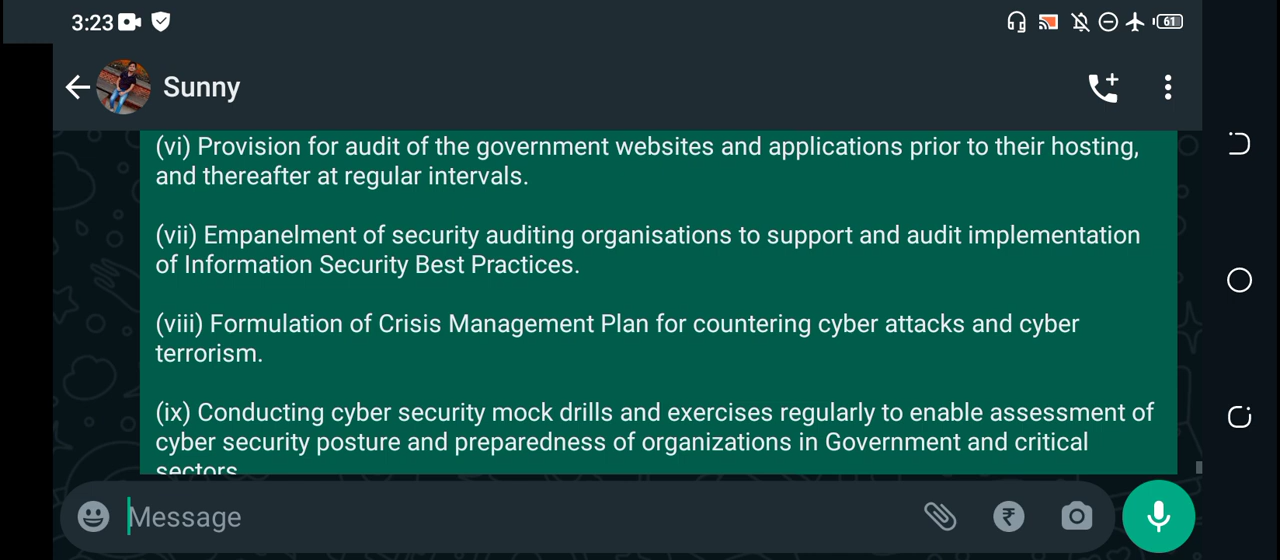 3:23
61
Sunny
(vi) Provision for audit of the government websites and applications prior to their hosting,
and thereafter at regular intervals.
(vii) Empanelment of security auditing organisations to support and audit implementation
of Information Security Best Practices.
(viii) Formulation of Crisis Management Plan for countering cyber attacks and cyber
terrorism.
(ix) Conducting cyber security mock drills and exercises regularly to enable assessment of
cyber security posture and preparedness of organizations in Government and critical
sectors
Message
₹